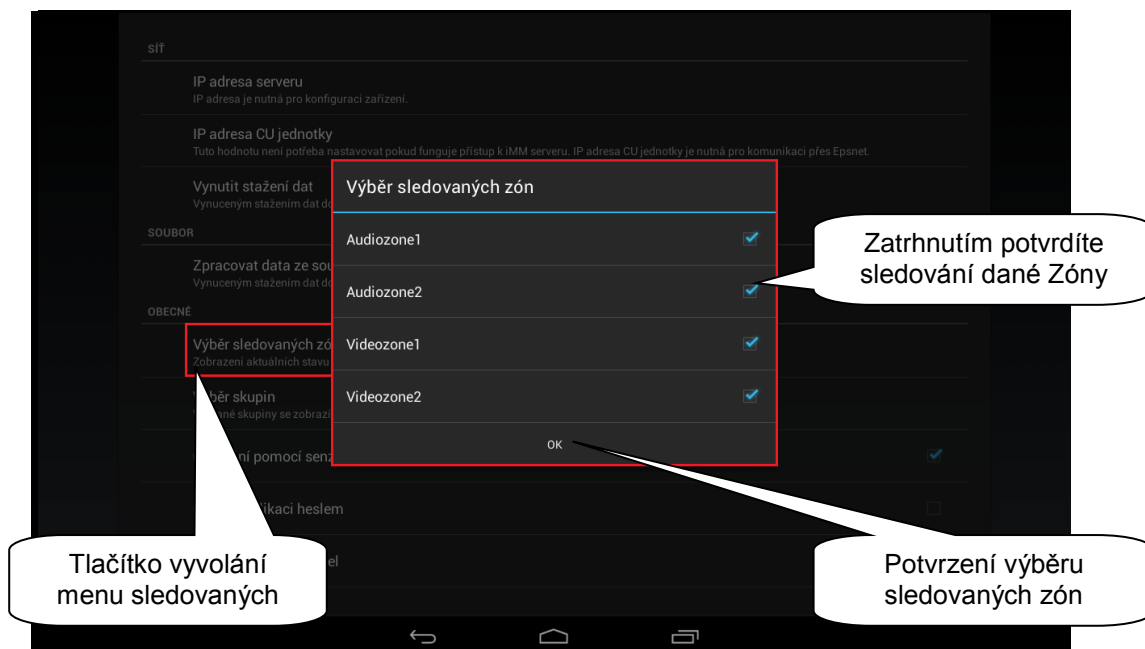 SÍŤ
IP adresa serveru
IP adresa je nutná pro konfiguraci zařízení.
IP adresa CU jednotky
Tuto hodnotu není potřeba nastavovat pokud funguje přístup k iMM serveru. IP adresa CU jednotky je nutná pro komunikaci přes Epsnet.
Vynutit stažení dat
Vynuceným stažením dat do
SOUBOR
Zpracovat data ze sou
Vynuceným stažením dat do
OBECNÉ
Výběr sledovaných zó
Zobrazení aktuálních stavu
běr skupin
né skupiny se zobrazí
ní pomocí senz
likaci heslem
el
Výběr sledovaných zón
Audiozone1
Audiozone2
Videozone1
Videozone2
OK
Zatrhnutím potvrdíte
sledování dané Zóny
Tlačítko vyvolání
menu sledovaných
Potvrzení výběru
sledovaných zón